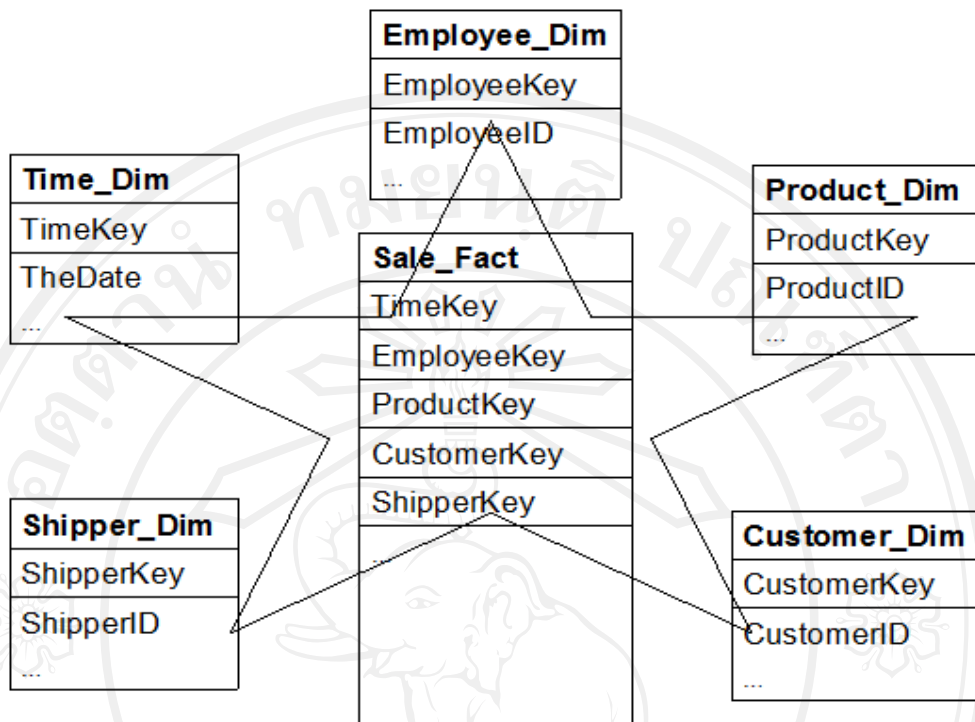 Employee_Dim
EmployeeKey
EmployeeID
...
Time_Dim
TimeKey
TheDate
...
Product_Dim
ProductKey
ProductID
...
Sale_Fact
TimeKey
EmployeeKey
ProductKey
CustomerKey
ShipperKey
...
Shipper_Dim
ShipperKey
ShipperID
...
Customer_Dim
CustomerKey
CustomerID
...